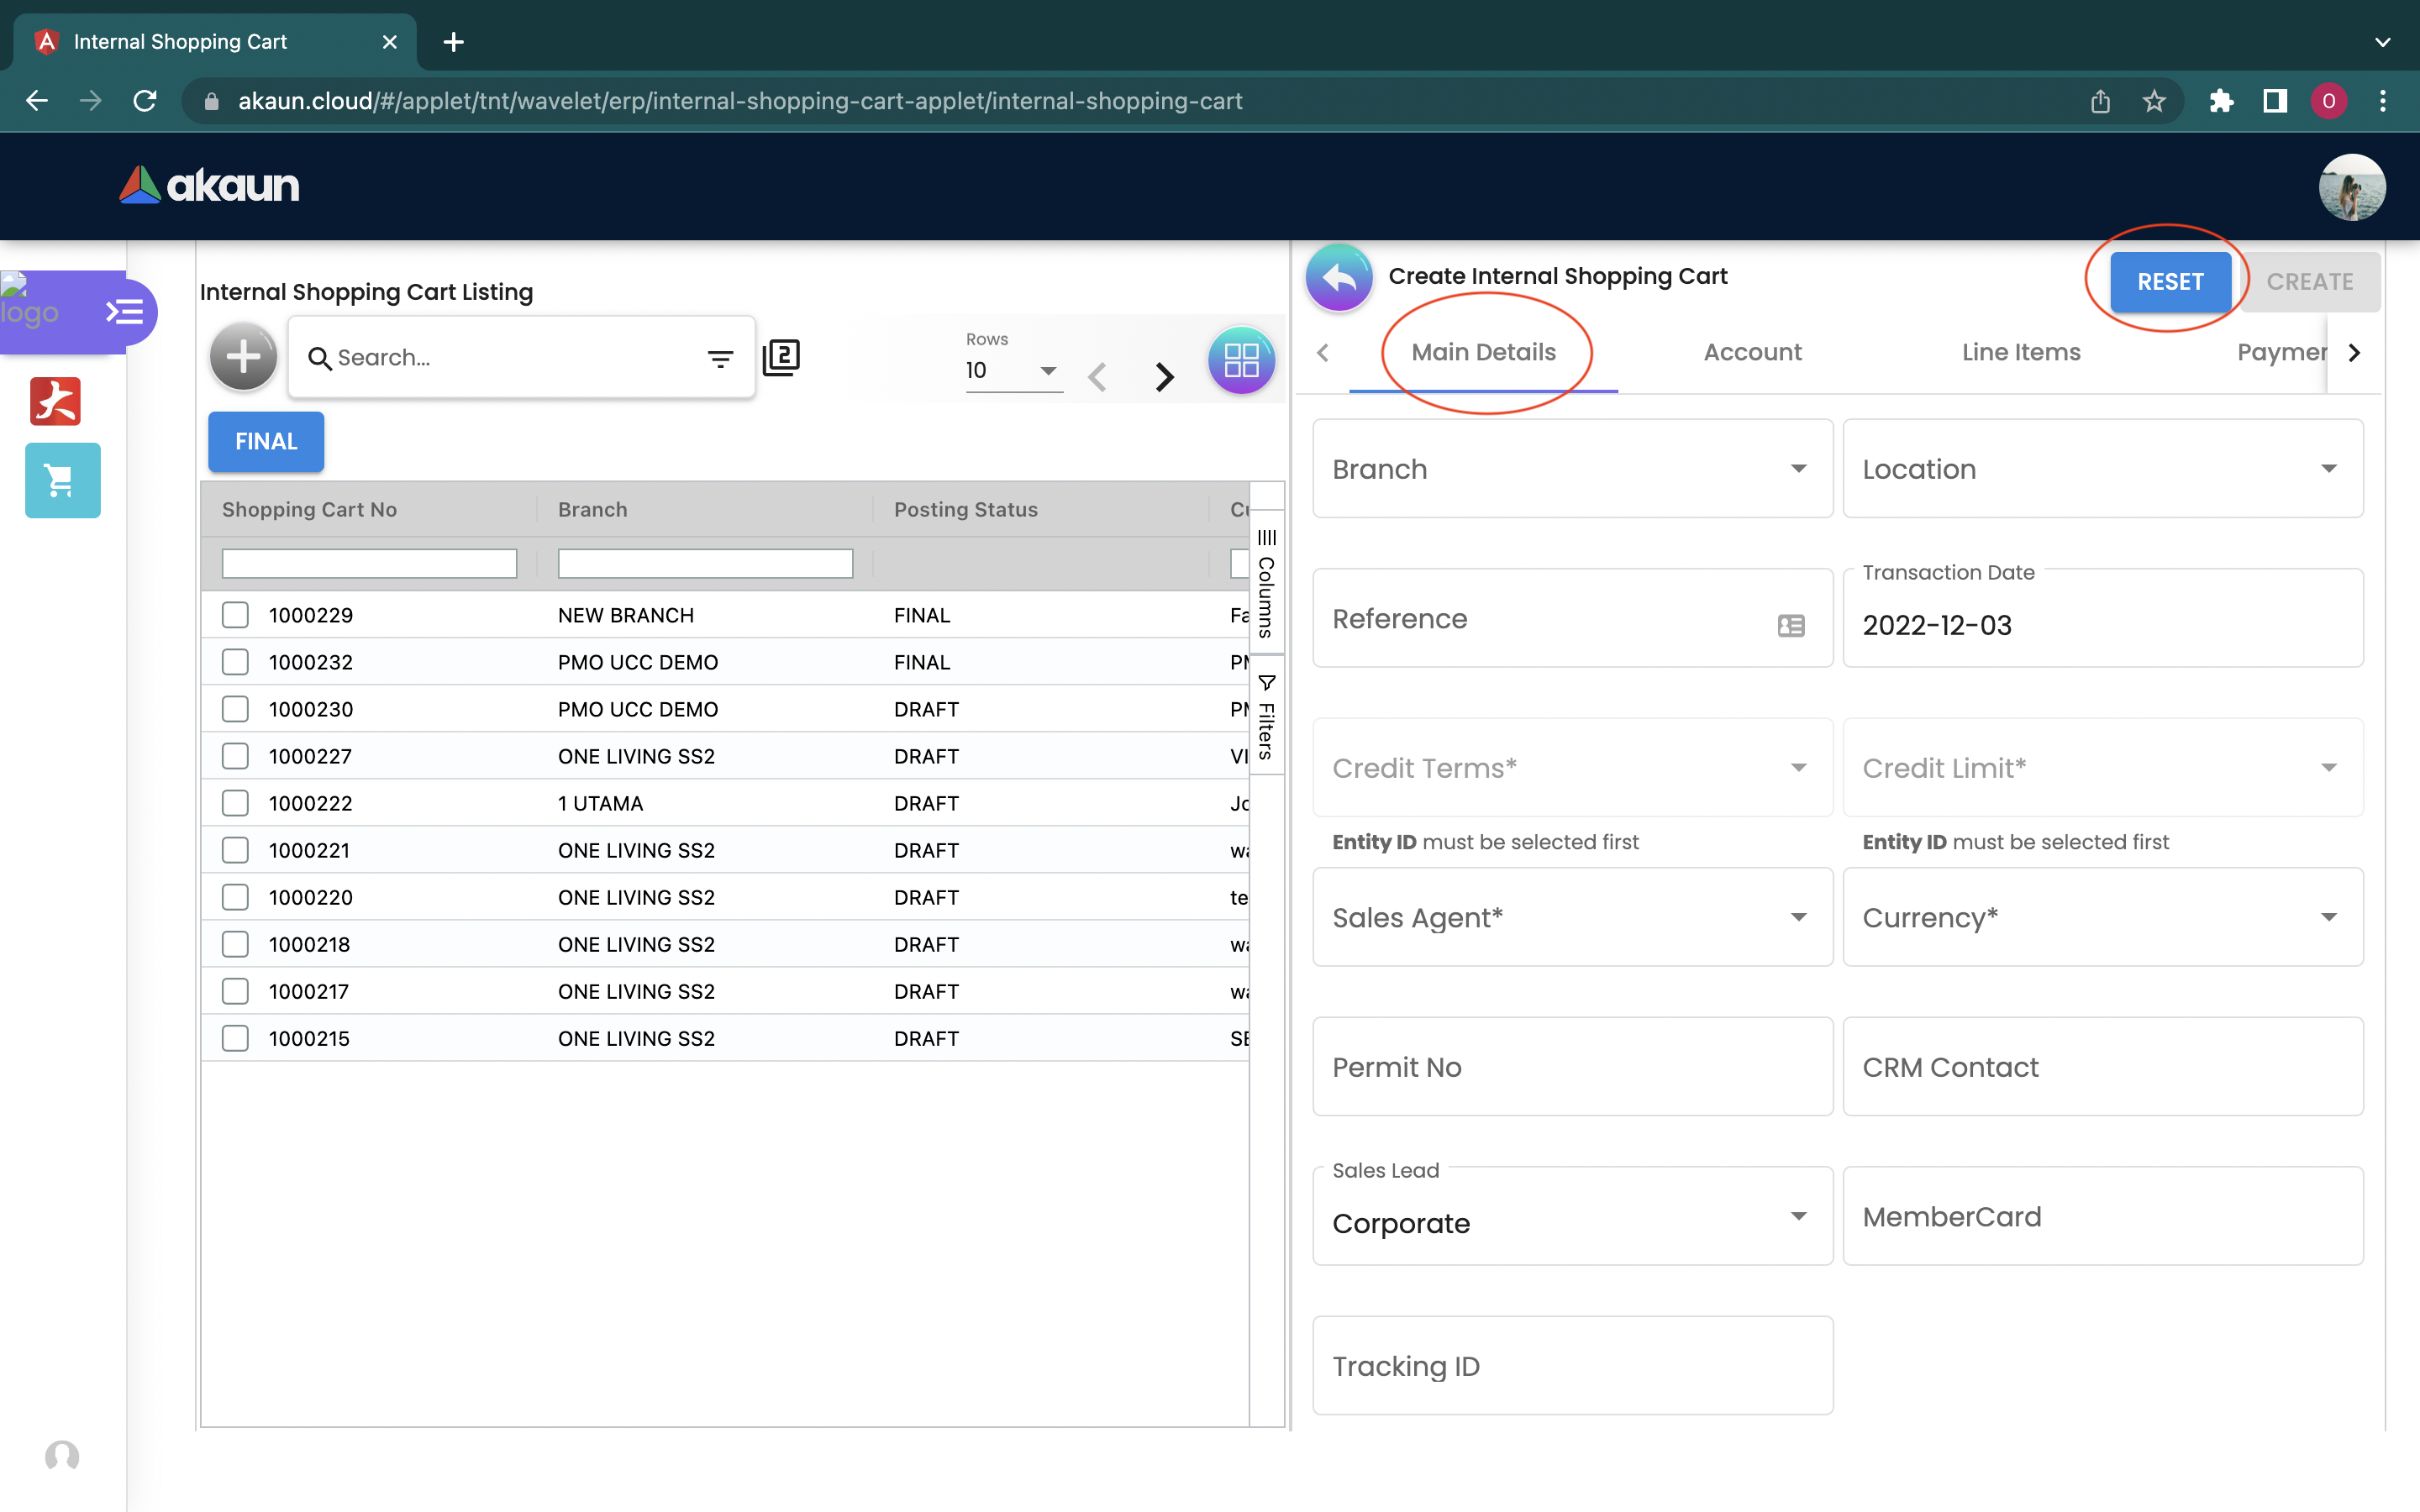 Internal Shopping Cart
akaun.cloud/#/applet/tnt/wavelet/erp/internal-shopping-cart-applet/internal-shopping-cart
O
akaun
logo
Internal Shopping Cart Listing
Search...
2
Rows
10
FINAL
Shopping Cart No Branch Posting Status Cu
1000229 NEW BRANCH FINAL Fa
1000232 PMO UCC DEMO FINAL PM
1000230 PMO UCC DEMO DRAFT PM
1000227 ONE LIVING SS2 DRAFT VI
1000222 1 UTAMA DRAFT Jo
1000221 ONE LIVING SS2 DRAFT wa
1000220 ONE LIVING SS2 DRAFT te
1000218 ONE LIVING SS2 DRAFT wa
1000217 ONE LIVING SS2 DRAFT wa
1000215 ONE LIVING SS2 DRAFT SE
Columns
Filters
Create Internal Shopping Cart
RESET CREATE
Main Details Account Line Items Paymen
Branch Location
Reference
Transaction Date
2022-12-03
Credit Terms* Credit Limit*
Entity ID must be selected first Entity ID must be selected first
Sales Agent* Currency*
Permit No CRM Contact
Sales Lead
Corporate MemberCard
Tracking ID